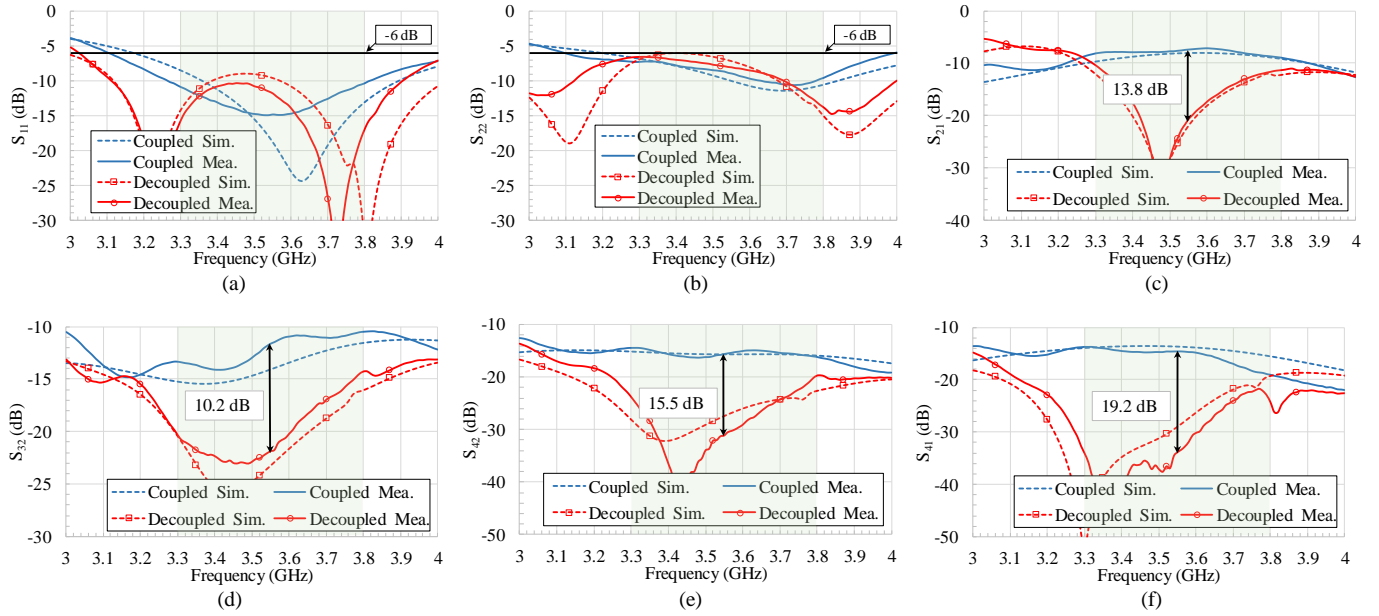 0
-5
-10
-15
-20
-25
-30
S11 (dB)
-6 dB
Coupled Sim.
Coupled Mea.
Decoupled Sim.
Decoupled Mea.
3 3.1 3.2 3.3 3.4 3.5 3.6 3.7 3.8 3.9 4
Frequency (GHz)
(a)
0
-5
-10
-15
-20
-25
-30
S22 (dB)
-6 dB
Coupled Sim.
Coupled Mea.
Decoupled Sim.
Decoupled Mea.
3 3.1 3.2 3.3 3.4 3.5 3.6 3.7 3.8 3.9 4
Frequency (GHz)
(b)
0
-10
-20
-30
-40
S21 (dB)
13.8 dB
Coupled Sim. Coupled Mea.
Decoupled Sim. Decoupled Mea.
3 3.1 3.2 3.3 3.4 3.5 3.6 3.7 3.8 3.9 4
Frequency (GHz)
(c)
-10
-15
-20
-25
-30
S32 (dB)
10.2 dB
Coupled Sim. Coupled Mea.
Decoupled Sim. Decoupled Mea.
3 3.1 3.2 3.3 3.4 3.5 3.6 3.7 3.8 3.9 4
Frequency (GHz)
(d)
-10
-20
-30
-40
-50
S42 (dB)
15.5 dB
Coupled Sim. Coupled Mea.
Decoupled Sim. Decoupled Mea.
3 3.1 3.2 3.3 3.4 3.5 3.6 3.7 3.8 3.9 4
Frequency (GHz)
(e)
-10
-20
-30
-40
-50
S41 (dB)
19.2 dB
Coupled Sim. Coupled Mea.
Decoupled Sim. Decoupled Mea.
3 3.1 3.2 3.3 3.4 3.5 3.6 3.7 3.8 3.9 4
Frequency (GHz)
(f)